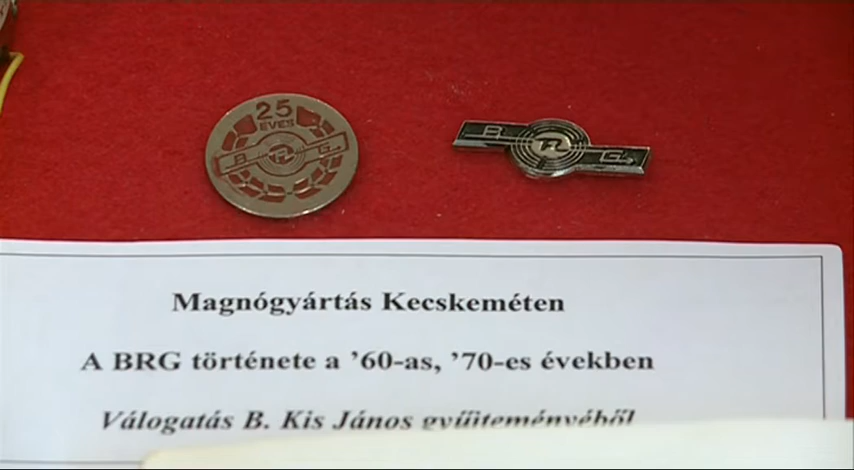 25
ÉVES
B R G
B R G
Magnógyártás Kecskeméten
A BRG története a ’60-as, ’70-es években
Válogatás B. Kis János gyűjteményéből